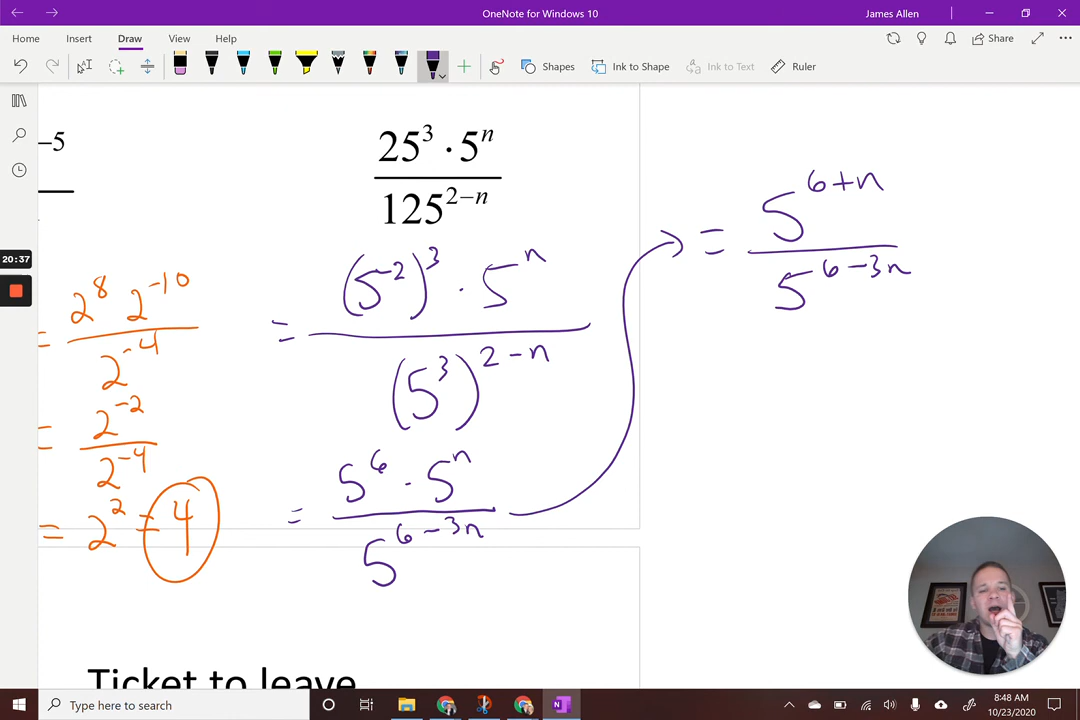 OneNote for Windows 10
James Allen
Home Insert Draw View Help
Share
Shapes Ink to Shape Ink to Text Ruler
-5
25³ · 5ⁿ
125²⁻ⁿ
20:37
= 2⁸ 2⁻¹⁰
2⁻⁴
= 2⁻²
2⁻⁴
= 2² = 4
= (5²)³ · 5ⁿ
(5³)²⁻ⁿ
= 5⁶ · 5ⁿ
5⁶⁻³ⁿ
= 5⁶⁺ⁿ
5⁶⁻³ⁿ
Ticket to leave
Type here to search
8:48 AM
10/23/2020